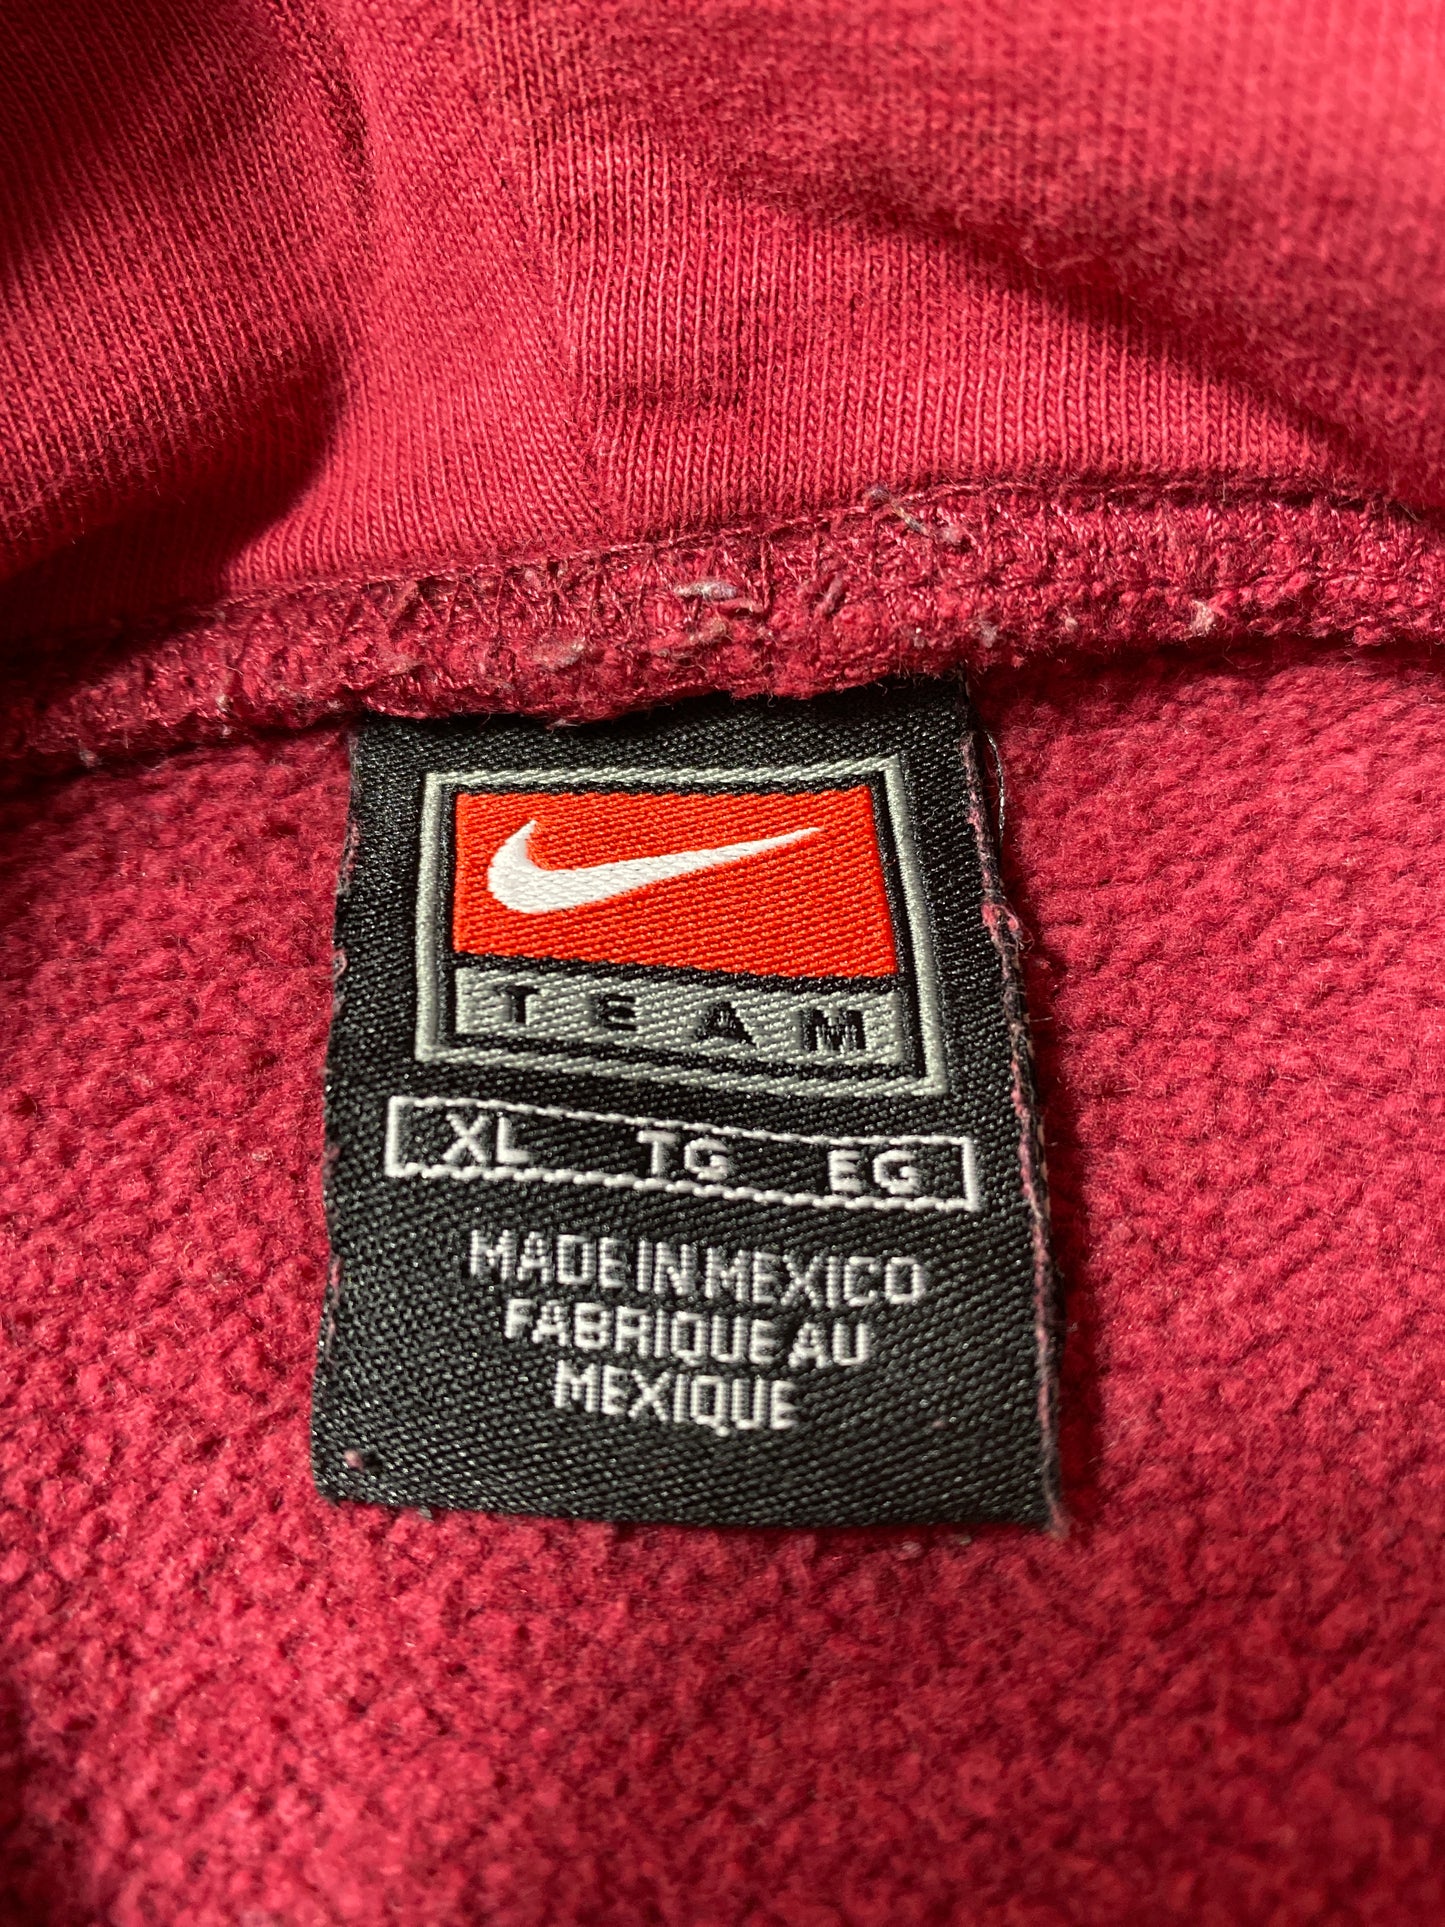 TEAM
XL TG EG
MADE IN MEXICO
FABRIQUE AU
MEXIQUE